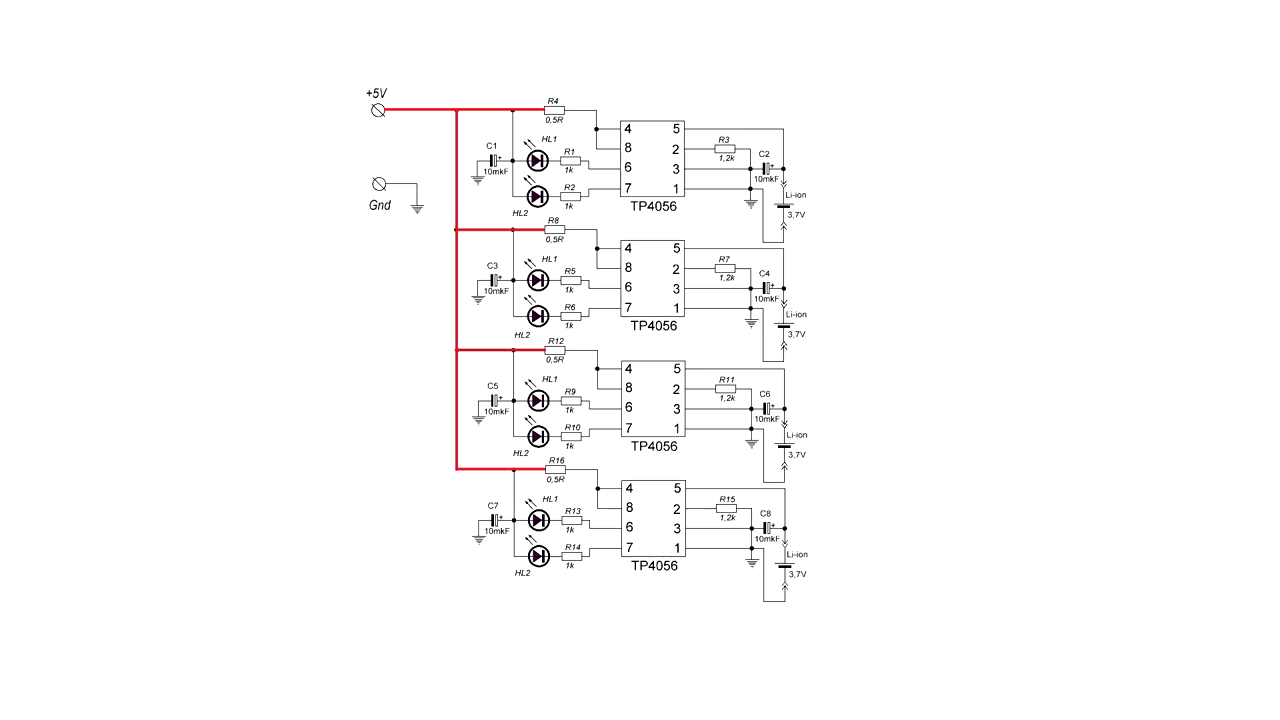 +5V
R4
0,5R
HL1
C1
10mkF
R1
1k
R2
1k
HL2
4
8
6
7
5
2
3
1
TP4056
R3
1,2k
C2
10mkF
Li-ion
3,7V
Gnd
R8
0,5R
HL1
C3
10mkF
R5
1k
R6
1k
HL2
4
8
6
7
5
2
3
1
TP4056
R7
1,2k
C4
10mkF
Li-ion
3,7V
R12
0,5R
HL1
C5
10mkF
R9
1k
R10
1k
HL2
4
8
6
7
5
2
3
1
TP4056
R11
1,2k
C6
10mkF
Li-ion
3,7V
R16
0,5R
HL1
C7
10mkF
R13
1k
R14
1k
HL2
4
8
6
7
5
2
3
1
TP4056
R15
1,2k
C8
10mkF
Li-ion
3,7V